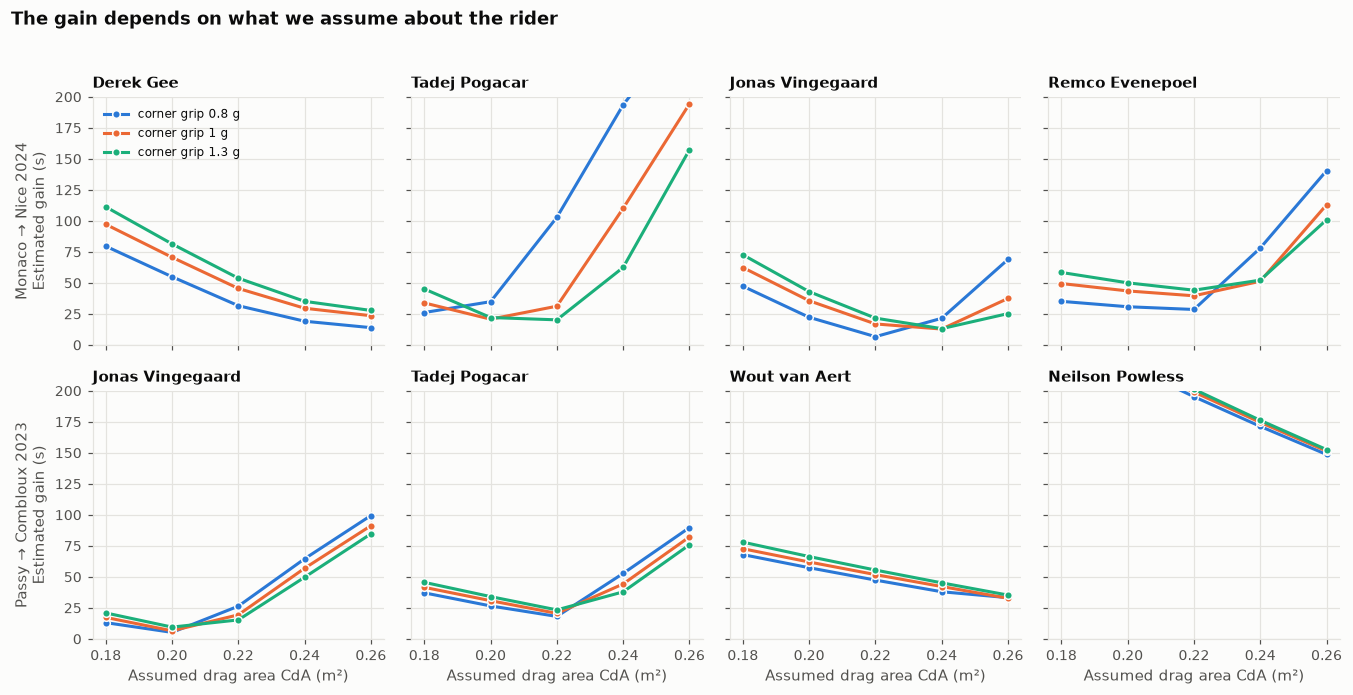 The gain depends on what we assume about the rider
Derek Gee
Tadej Pogacar
Jonas Vingegaard
Remco Evenepoel
Monaco → Nice 2024
Estimated gain (s)
200
175
150
125
100
75
50
25
0
corner grip 0.8 g
corner grip 1 g
corner grip 1.3 g
Jonas Vingegaard
Tadej Pogacar
Wout van Aert
Neilson Powless
Passy → Combloux 2023
Estimated gain (s)
200
175
150
125
100
75
50
25
0
0.18 0.20 0.22 0.24 0.26
0.18 0.20 0.22 0.24 0.26
0.18 0.20 0.22 0.24 0.26
0.18 0.20 0.22 0.24 0.26
Assumed drag area CdA (m²)
Assumed drag area CdA (m²)
Assumed drag area CdA (m²)
Assumed drag area CdA (m²)